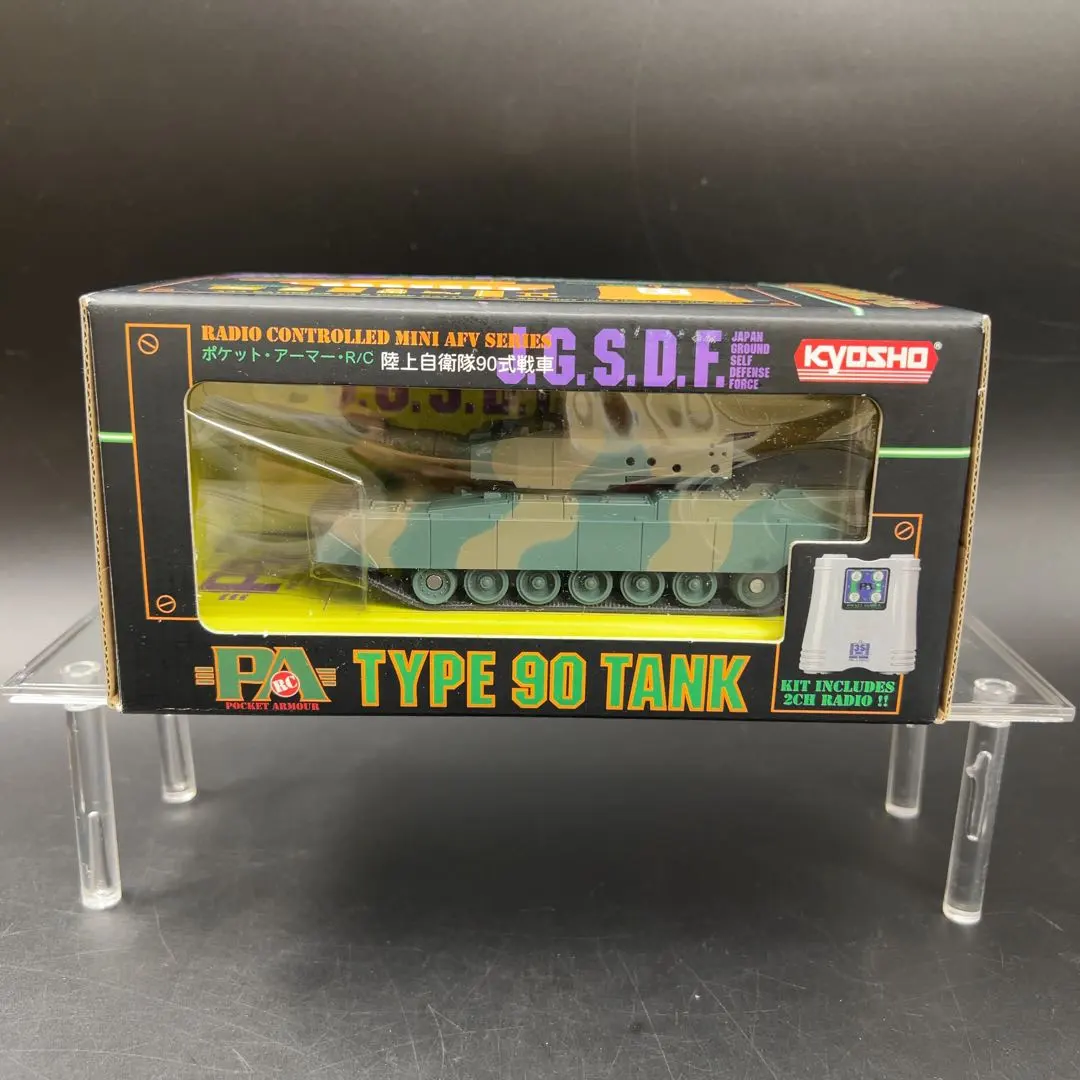 RADIO CONTROLLED MINI AFV SERIES
ポケット・アーマー・R/C 陸上自衛隊90式戦車
J.G.S.D.F.
JAPAN
GROUND
SELF
DEFENSE
FORCE
KYOSHO®
PA
RC
POCKET ARMOUR
TYPE 90 TANK
KIT INCLUDES
2CH RADIO !!